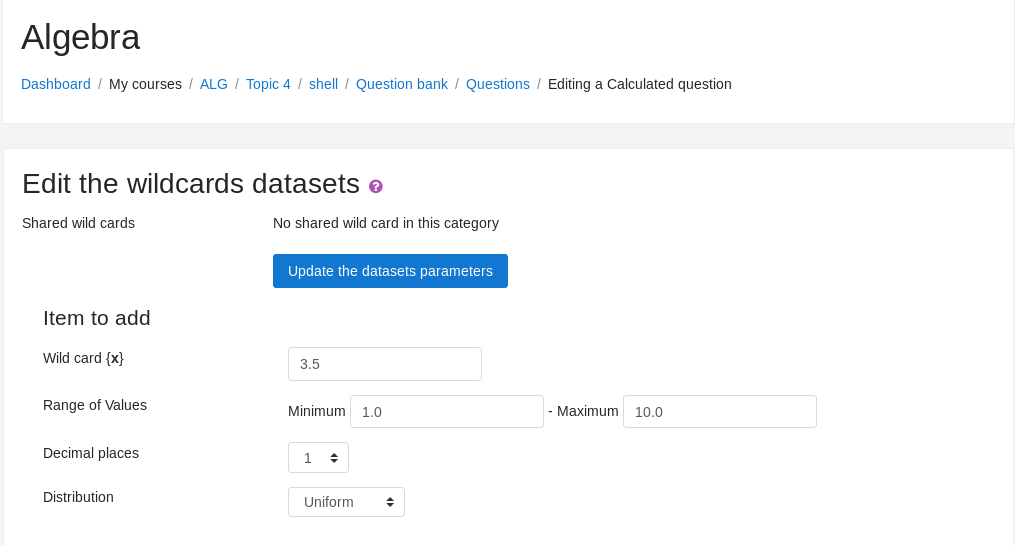 Algebra
Dashboard / My courses / ALG / Topic 4 / shell / Question bank / Questions / Editing a Calculated question
Edit the wildcards datasets ?
Shared wild cards No shared wild card in this category
Update the datasets parameters
Item to add
Wild card {x} 3.5
Range of Values Minimum 1.0 - Maximum 10.0
Decimal places 1
Distribution Uniform